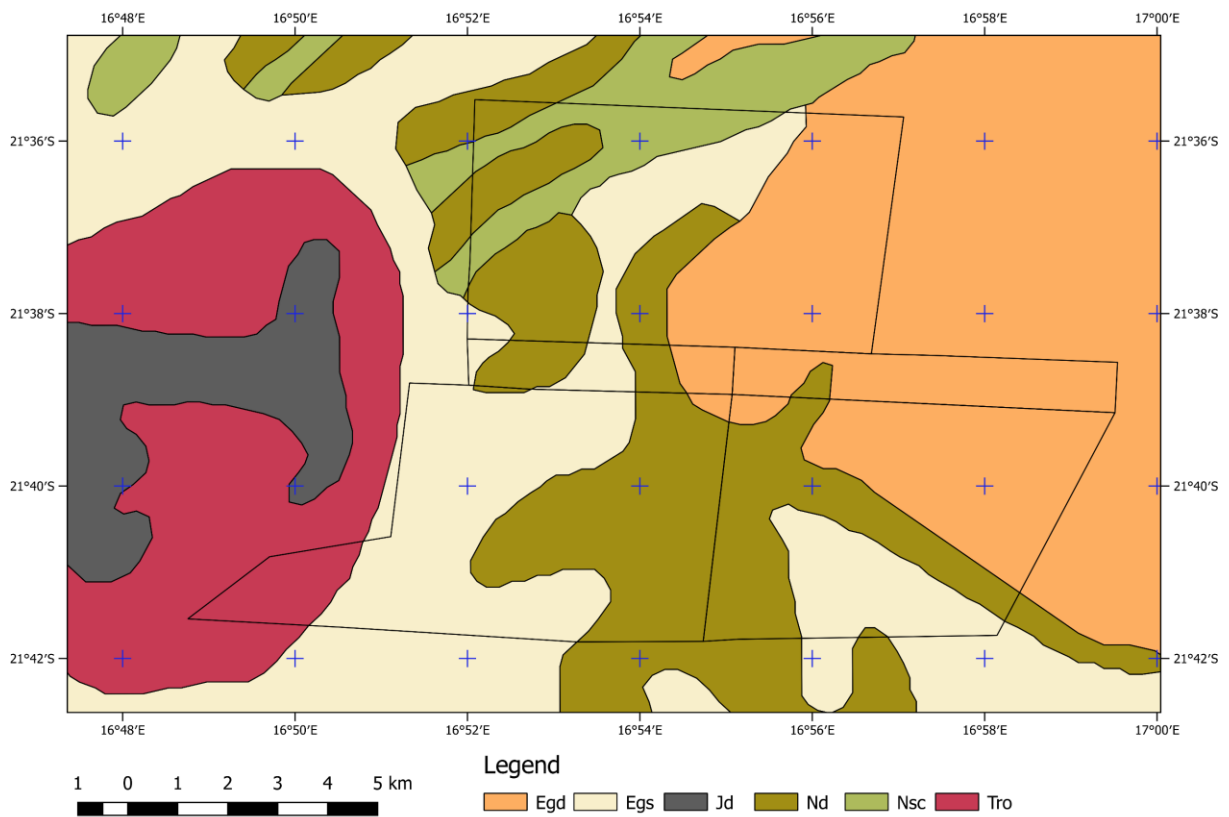 16°48′E 16°50′E 16°52′E 16°54′E 16°56′E 16°58′E 17°00′E
21°36′S 21°36′S
21°38′S 21°38′S
21°40′S 21°40′S
21°42′S 21°42′S
16°48′E 16°50′E 16°52′E 16°54′E 16°56′E 16°58′E 17°00′E
Legend
1 0 1 2 3 4 5 km
Egd Egs Jd Nd Nsc Tro